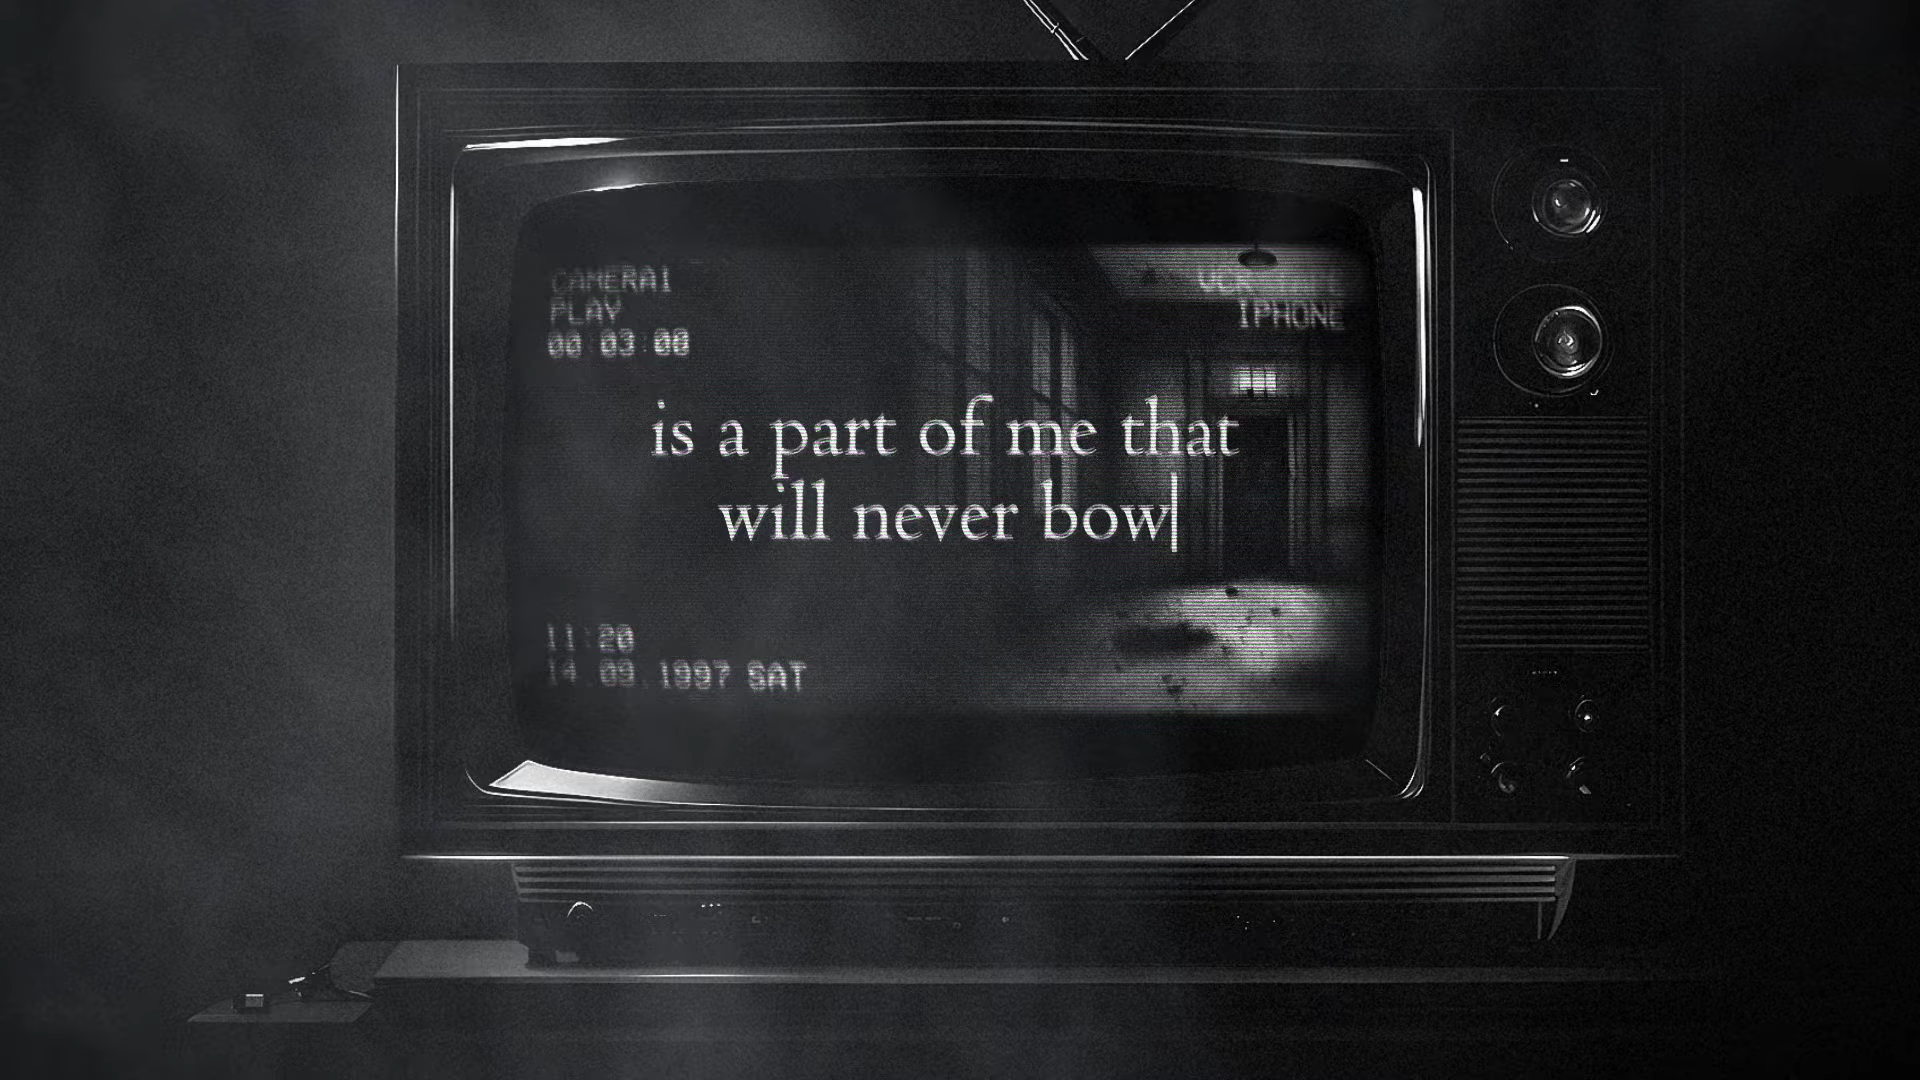 CAMERA1
PLAY
00:03:08
IPHONE
is a part of me that
will never bow
11:20
14.09.1997 SAT